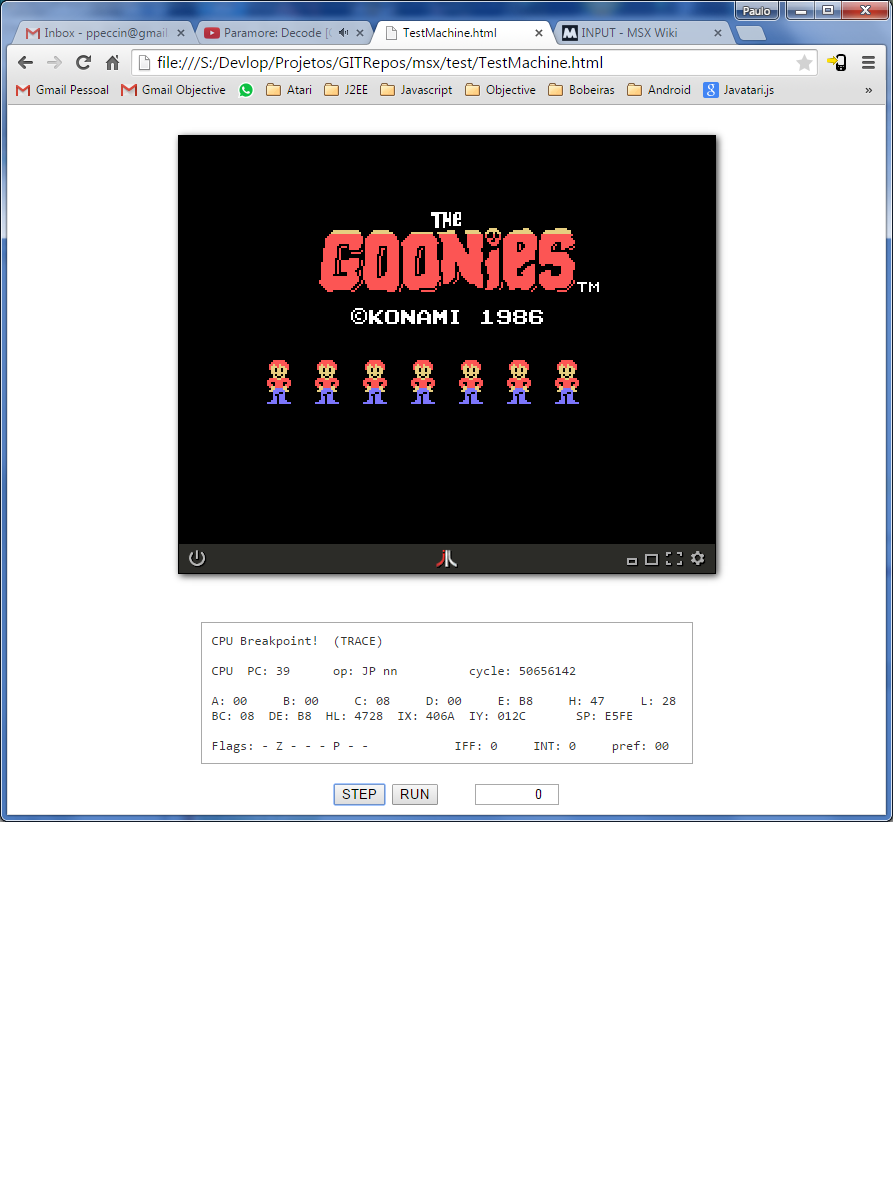 Paulo
Inbox - ppeccin@gmail
Paramore: Decode [
TestMachine.html
INPUT - MSX Wiki
file:///S:/Devlop/Projetos/GITRepos/msx/test/TestMachine.html
Gmail Pessoal Gmail Objective Atari J2EE Javascript Objective Bobeiras Android Javatari.js »
THE
GOONIES
TM
©KONAMI 1986
CPU Breakpoint! (TRACE)
CPU PC: 39 op: JP nn cycle: 50656142
A: 00 B: 00 C: 08 D: 00 E: B8 H: 47 L: 28
BC: 08 DE: B8 HL: 4728 IX: 406A IY: 012C SP: E5FE
Flags: - Z - - - P - - IFF: 0 INT: 0 pref: 00
STEP RUN 0